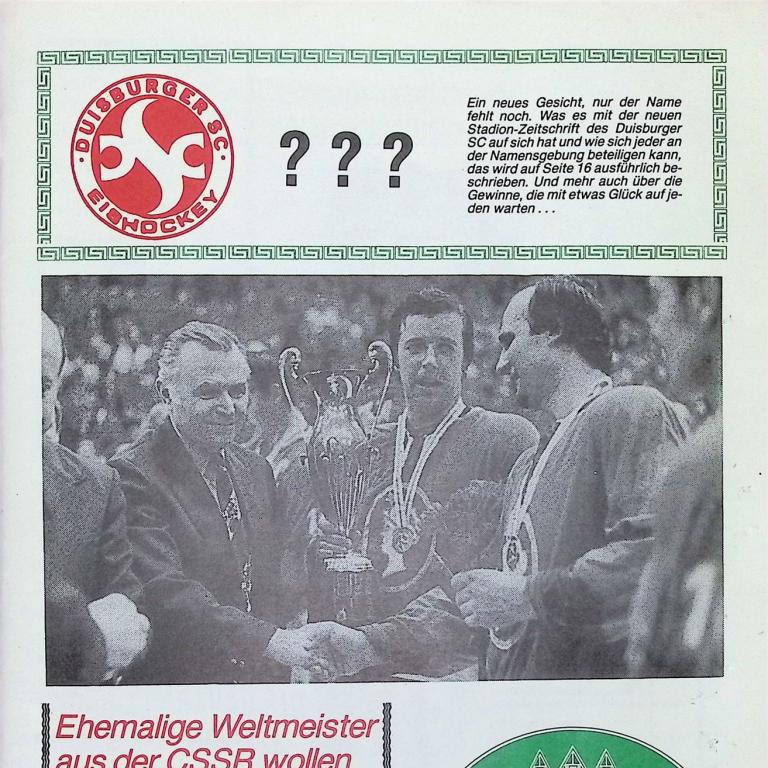 DUISBURGER SC
EISHOCKEY
? ? ?
Ein neues Gesicht, nur der Name
fehlt noch. Was es mit der neuen
Stadion-Zeitschrift des Duisburger
SC auf sich hat und wie sich jeder an
der Namensgebung beteiligen kann,
das wird auf Seite 16 ausführlich be-
schrieben. Und mehr auch über die
Gewinne, die mit etwas Glück auf je-
den warten . . .
Ehemalige Weltmeister
aus der CSSR wollen